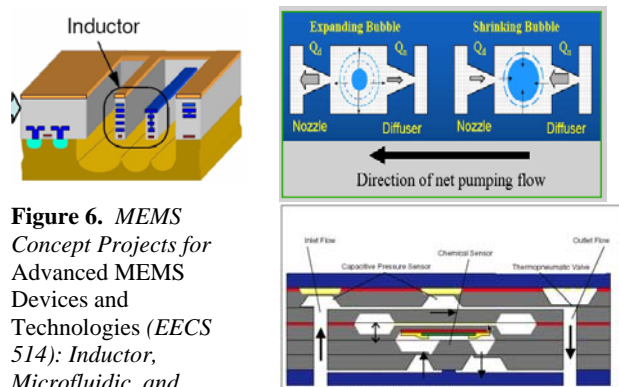 Inductor
Figure 6. MEMS
Concept Projects for
Advanced MEMS
Devices and
Technologies (EECS
514): Inductor,
Microfluidic, and
Expanding Bubble
Shrinking Bubble
Qd
Qn
Qd
Qn
Nozzle
Diffuser
Nozzle
Diffuser
Direction of net pumping flow
Inlet Flow
Chemical Sensor
Outlet Flow
Capacitive Pressure Sensor
Thermopneumatic Valve